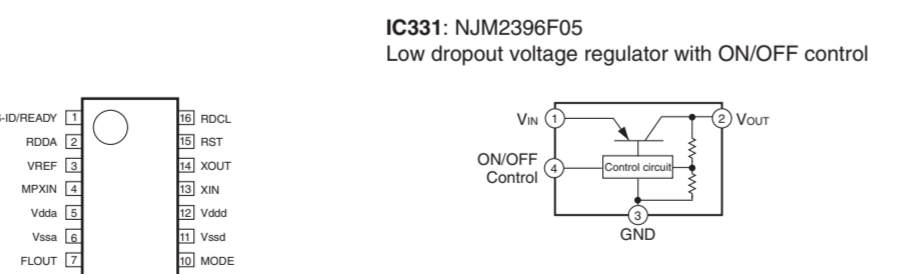 IC331: NJM2396F05
Low dropout voltage regulator with ON/OFF control
-ID/READY 1
RDDA 2
VREF 3
MPXIN 4
Vdda 5
Vssa 6
FLOUT 7
16 RDCL
15 RST
14 XOUT
13 XIN
12 Vddd
11 Vssd
10 MODE
VIN 1
2 VOUT
ON/OFF
Control
4
Control circuit
3
GND